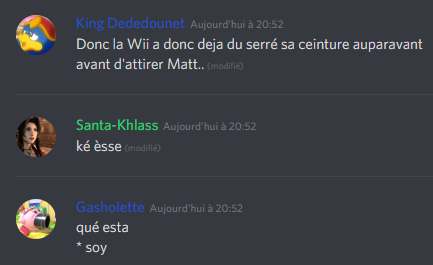 King Dededounet Aujourd'hui à 20:52
Donc la Wii a donc deja du serré sa ceinture auparavant
avant d'attirer Matt.. (modifié)
Santa-Khlass Aujourd'hui à 20:52
ké èsse (modifié)
Gasholette Aujourd'hui à 20:52
qué esta
* soy